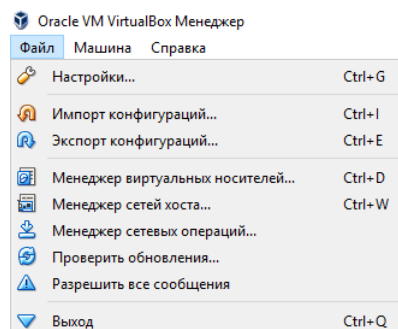 Oracle VM VirtualBox Менеджер
Файл Машина Справка
Настройки... Ctrl+G
Импорт конфигураций... Ctrl+I
Экспорт конфигураций... Ctrl+E
Менеджер виртуальных носителей... Ctrl+D
Менеджер сетей хоста... Ctrl+W
Менеджер сетевых операций...
Проверить обновления...
Разрешить все сообщения
Выход Ctrl+Q